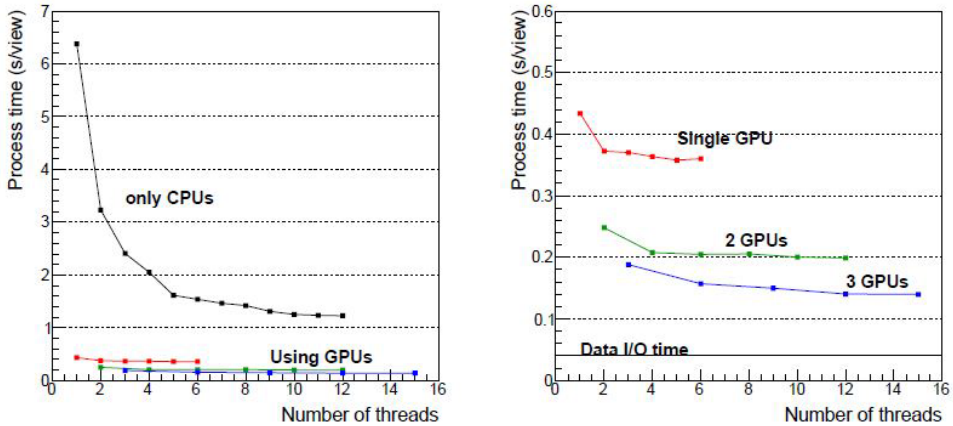 Process time (s/view)
7
6
5
4
3
2
1
0
only CPUs
Using GPUs
0 2 4 6 8 10 12 14 16
Number of threads
Process time (s/view)
0.6
0.5
0.4
0.3
0.2
0.1
0
Single GPU
2 GPUs
3 GPUs
Data I/O time
0 2 4 6 8 10 12 14 16
Number of threads